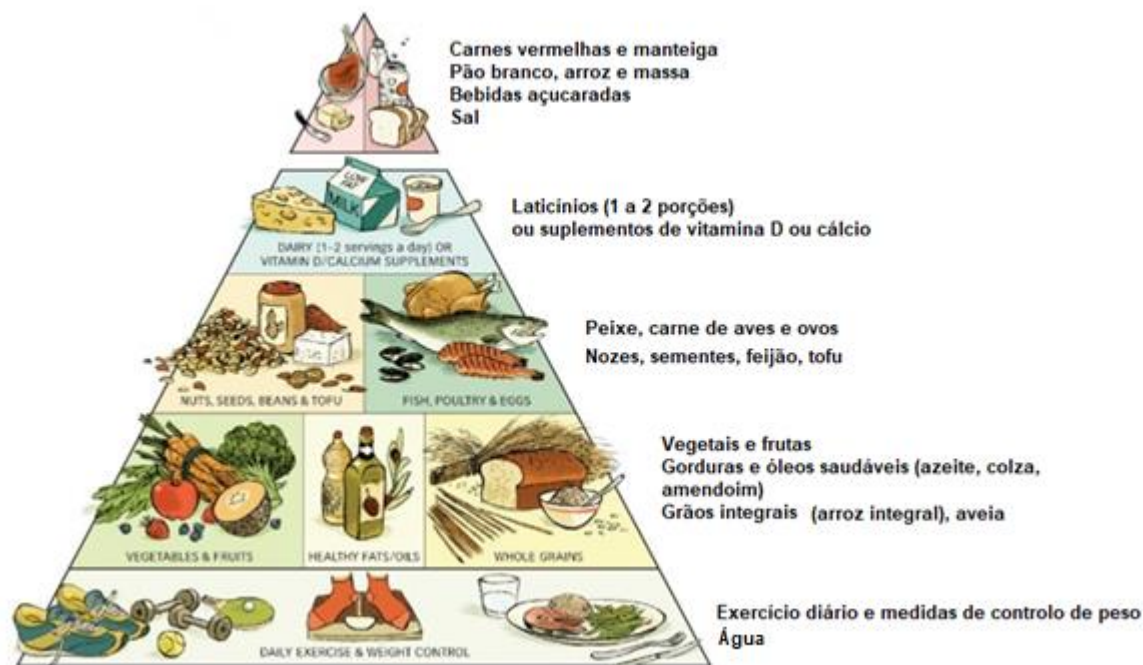 Carnes vermelhas e manteiga
Pão branco, arroz e massa
Bebidas açucaradas
Sal
LOW
FAT
MILK
Laticínios (1 a 2 porções)
ou suplementos de vitamina D ou cálcio
DAIRY (1–2 servings a day) OR
VITAMIN D/CALCIUM SUPPLEMENTS
Peixe, carne de aves e ovos
Nozes, sementes, feijão, tofu
NUTS, SEEDS, BEANS & TOFU
FISH, POULTRY & EGGS
Vegetais e frutas
Gorduras e óleos saudáveis (azeite, colza,
amendoim)
Grãos integrais (arroz integral), aveia
VEGETABLES & FRUITS
HEALTHY FATS/OILS
WHOLE GRAINS
Exercício diário e medidas de controlo de peso
Água
DAILY EXERCISE & WEIGHT CONTROL